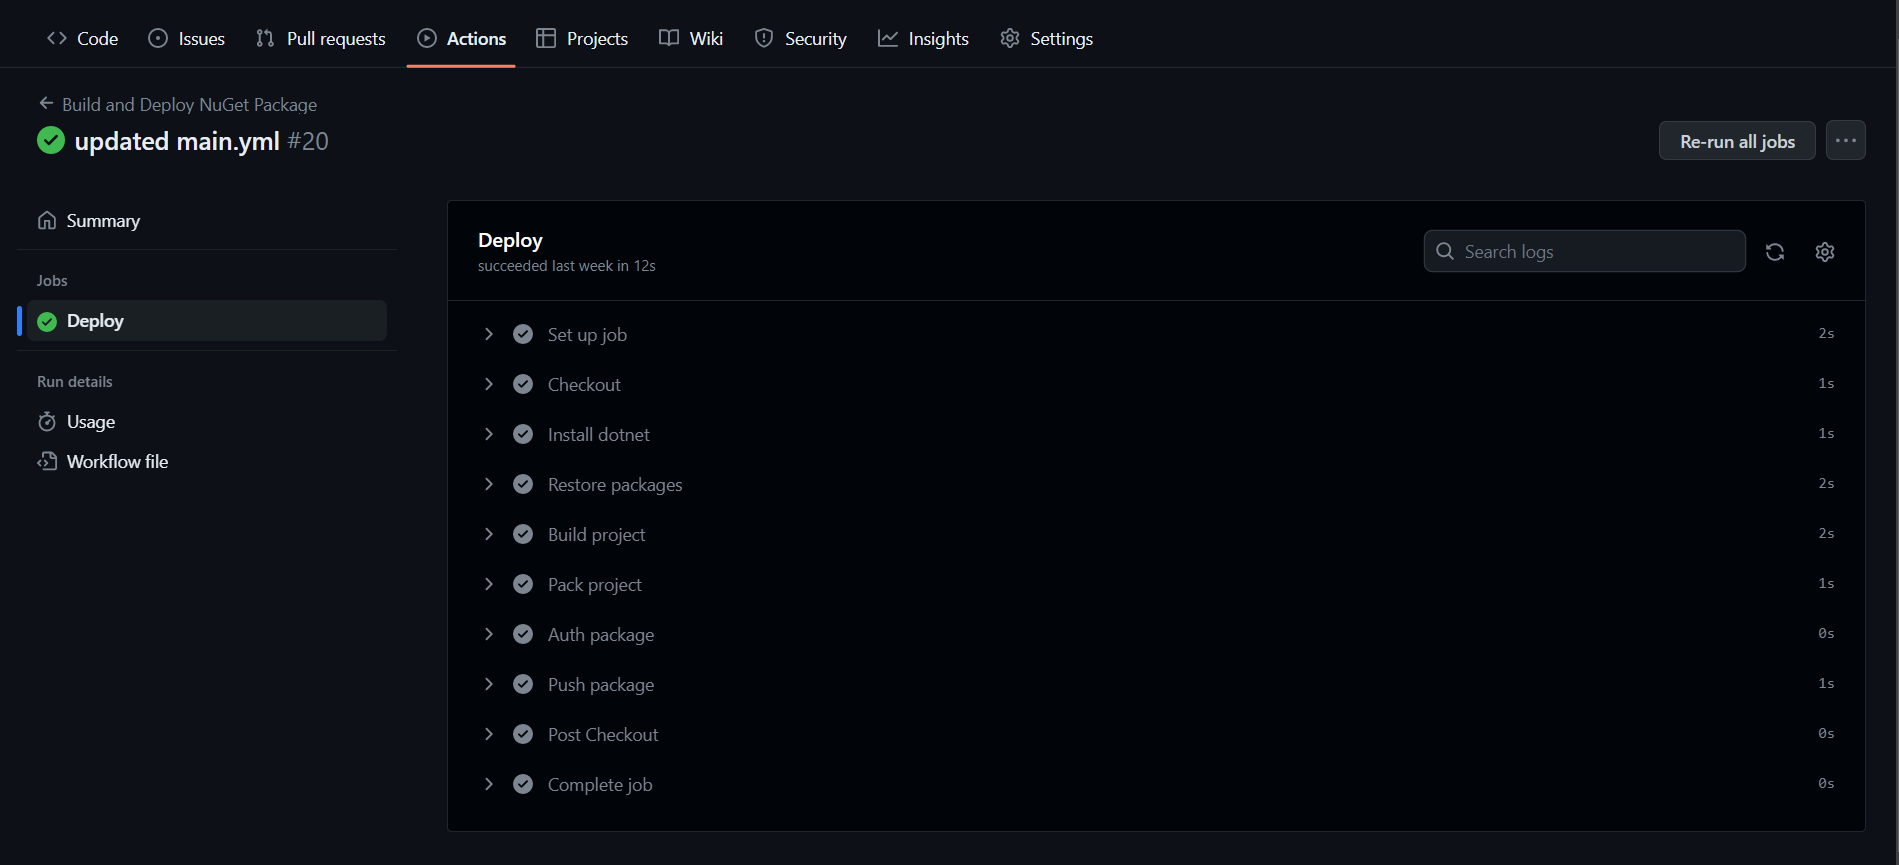 Code Issues Pull requests Actions Projects Wiki Security Insights Settings
Build and Deploy NuGet Package
updated main.yml #20
Re-run all jobs
Summary
Jobs
Deploy
Run details
Usage
Workflow file
Deploy
succeeded last week in 12s
Search logs
Set up job 2s
Checkout 1s
Install dotnet 1s
Restore packages 2s
Build project 2s
Pack project 1s
Auth package 0s
Push package 1s
Post Checkout 0s
Complete job 0s